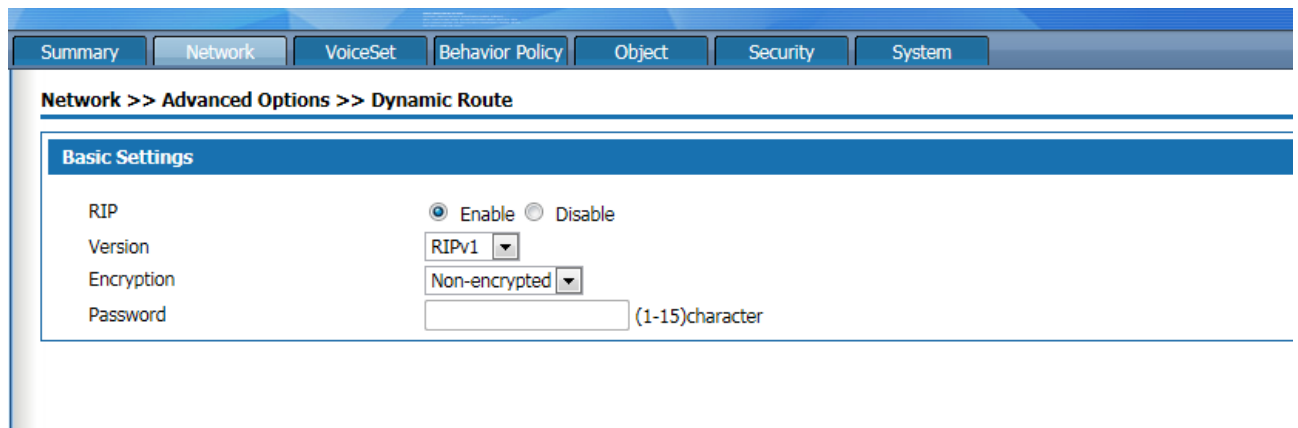 Summary Network VoiceSet Behavior Policy Object Security System
Network >> Advanced Options >> Dynamic Route
Basic Settings
RIP Enable Disable
Version RIPv1
Encryption Non-encrypted
Password (1-15)character